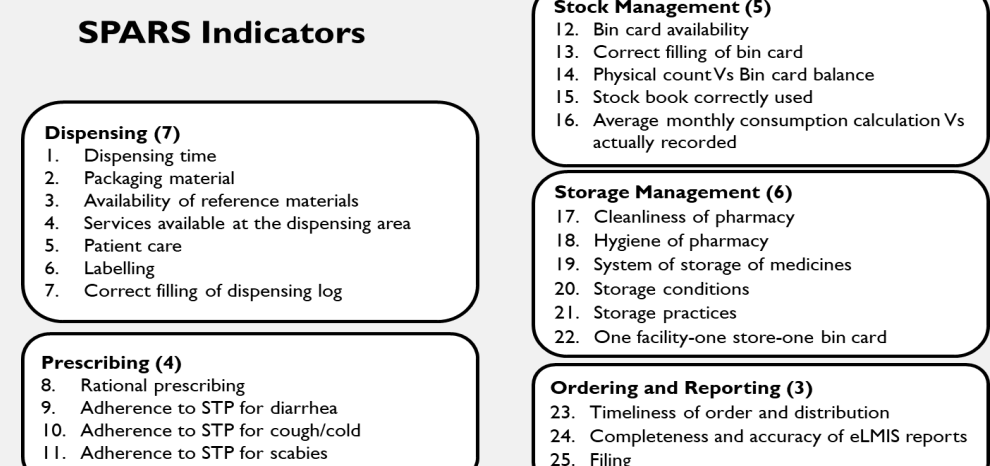 SPARS Indicators
Dispensing (7)
1. Dispensing time
2. Packaging material
3. Availability of reference materials
4. Services available at the dispensing area
5. Patient care
6. Labelling
7. Correct filling of dispensing log
Prescribing (4)
8. Rational prescribing
9. Adherence to STP for diarrhea
10. Adherence to STP for cough/cold
11. Adherence to STP for scabies
Stock Management (5)
12. Bin card availability
13. Correct filling of bin card
14. Physical count Vs Bin card balance
15. Stock book correctly used
16. Average monthly consumption calculation Vs
actually recorded
Storage Management (6)
17. Cleanliness of pharmacy
18. Hygiene of pharmacy
19. System of storage of medicines
20. Storage conditions
21. Storage practices
22. One facility-one store-one bin card
Ordering and Reporting (3)
23. Timeliness of order and distribution
24. Completeness and accuracy of eLMIS reports
25. Filing